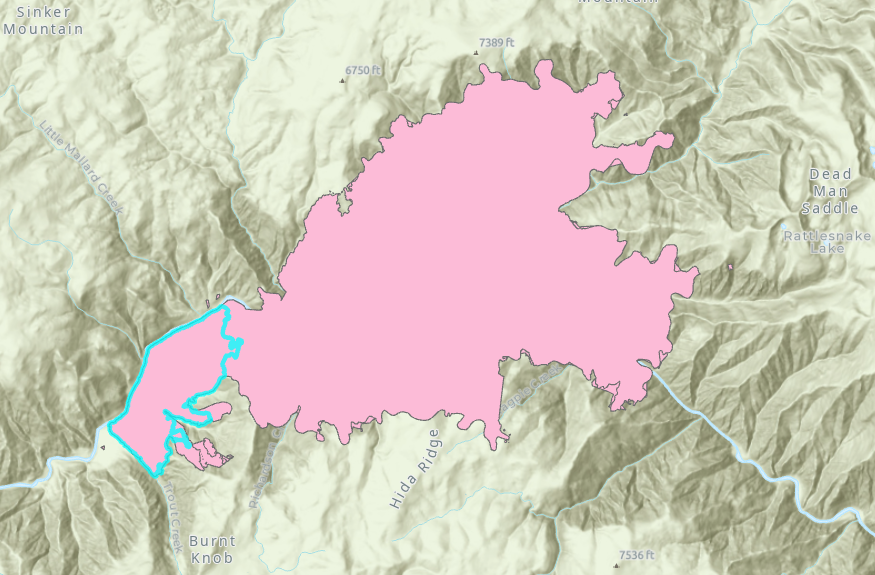 Sinker
Mountain
7389 ft
6750 ft
Little Mallard Creek
Dead
Man
Saddle
Rattlesnake
Lake
Hida Ridge
Trout Creek
Burnt
Knob
7536 ft